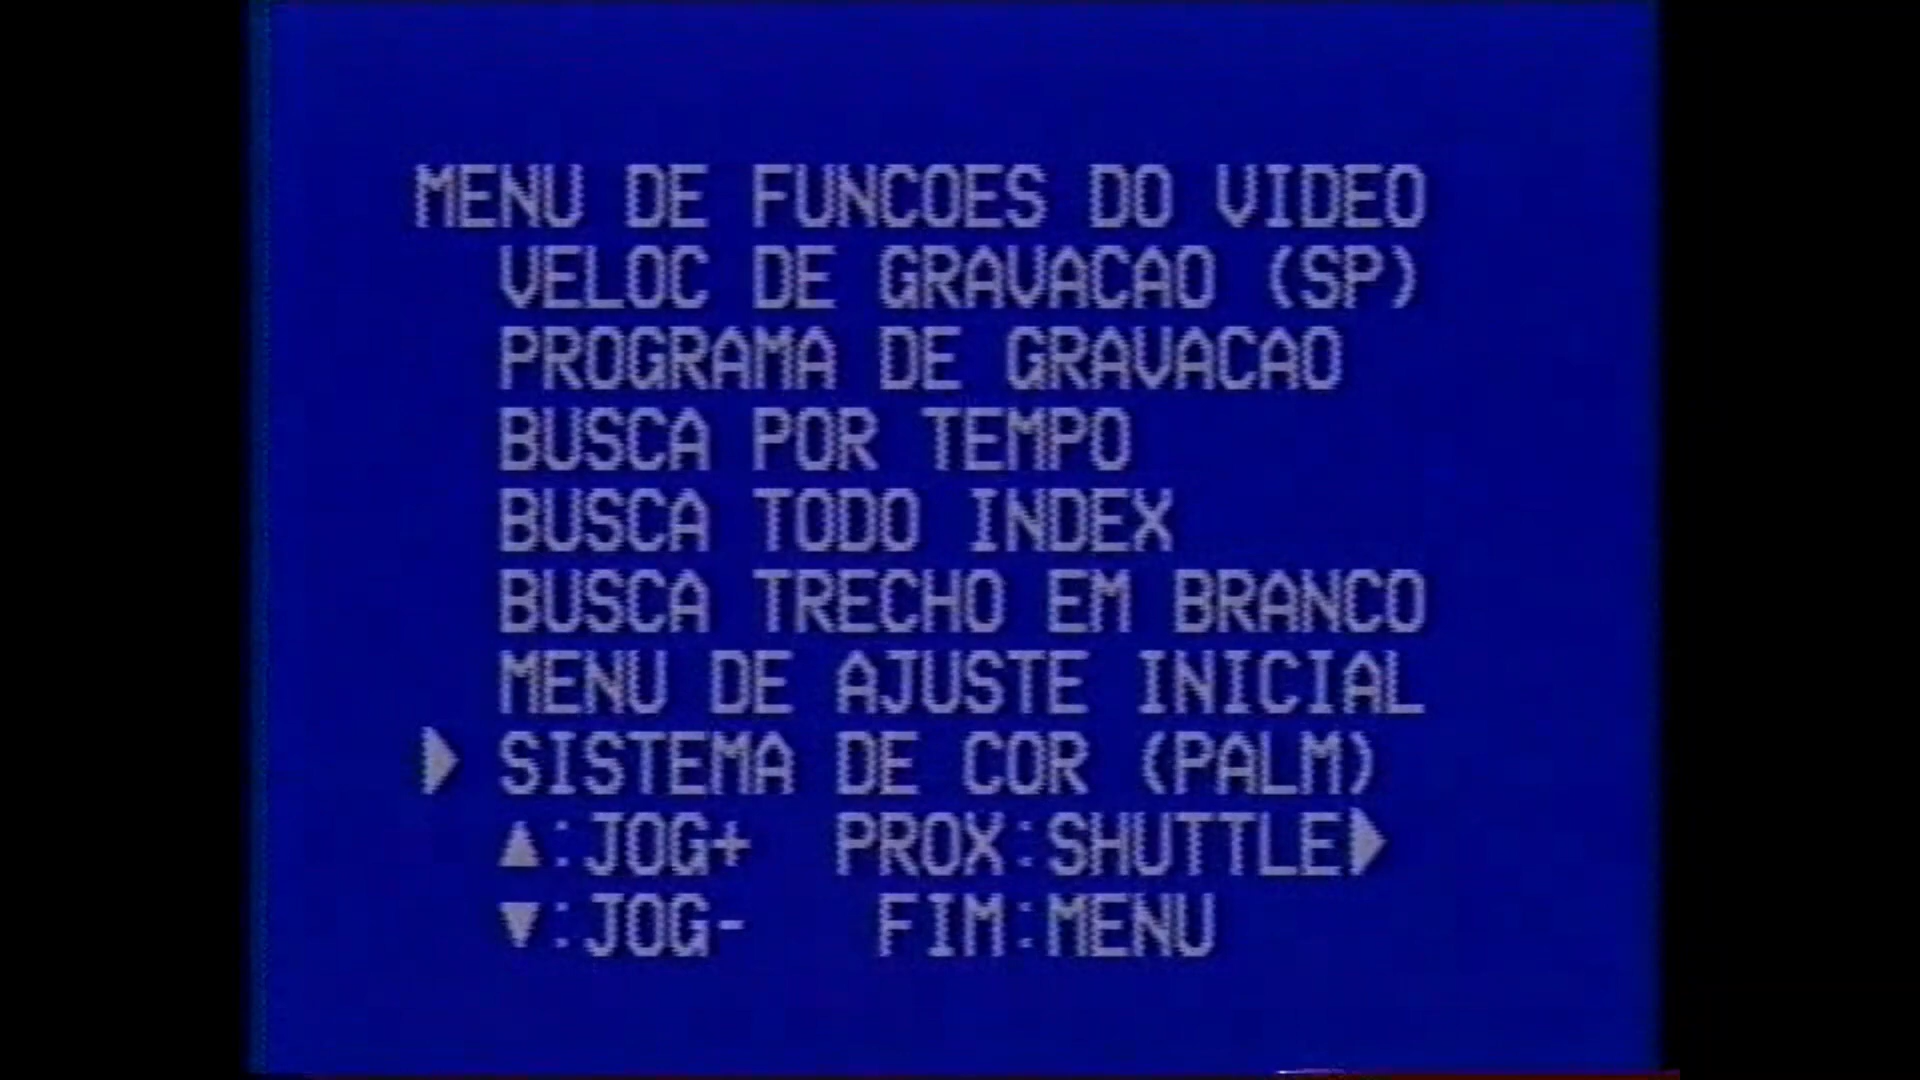 MENU DE FUNCOES DO VIDEO
VELOC DE GRAVACAO (SP)
PROGRAMA DE GRAVACAO
BUSCA POR TEMPO
BUSCA TODO INDEX
BUSCA TRECHO EM BRANCO
MENU DE AJUSTE INICIAL
▶ SISTEMA DE COR (PALM)
▲:JOG+ PROX:SHUTTLE▶
▼:JOG- FIM:MENU